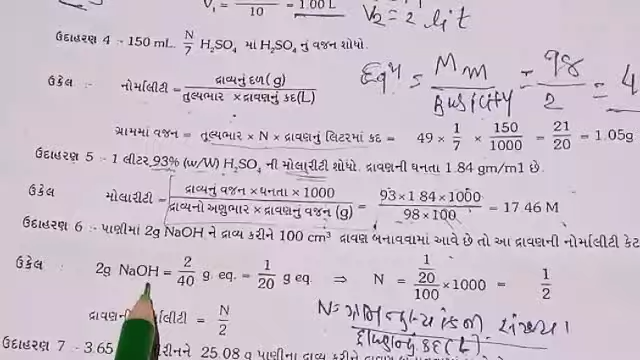 V₁ = ――― = 1.00 L
10
V2 = 2 lit
ઉદાહરણ 4 :- 150 mL. N/7 H₂SO₄ માં H₂SO₄ નું વજન શોધો.
Mm 98
BUSICITY = 2 = 4
ઉકેલ :- નોર્માલીટી = દ્રાવ્યનું દળ (g) / તુલ્યભાર × દ્રાવણનું કદ (L)
ગ્રામમાં વજન = તુલ્યભાર × N × દ્રાવણનું લિટરમાં કદ = 49 × 1/7 × 150/1000 = 21/20 = 1.05g
ઉદાહરણ 5 :- 1 લીટર 93% (w/W) H₂SO₄ ની મોલારીટી શોધો. દ્રાવણની ઘનતા 1.84 gm/m1 છે.
ઉકેલ મોલારીટી = દ્રાવ્યનું વજન × ઘનતા × 1000 / દ્રાવ્યનો અણુભાર × દ્રાવણનું વજન (g) = 93 × 1.84 × 1000 / 98 × 100 = 17.46 M
ઉદાહરણ 6 :- પાણીમાં 2g NaOH ને દ્રાવ્ય કરીને 100 cm³ દ્રાવણ બનાવવામાં આવે છે તો આ દ્રાવણની નોર્માલીટી કેટ
ઉકેલ : 2g NaOH = 2/40 g. eq. = 1/20 g eq. ⇒ N = 1/20 / 100 × 1000 = 1/2
નોર્માલીટી = N/2
N =
ઉદાહરણ 7 :- 3.65 કરીનને 25.08 g પાણીના